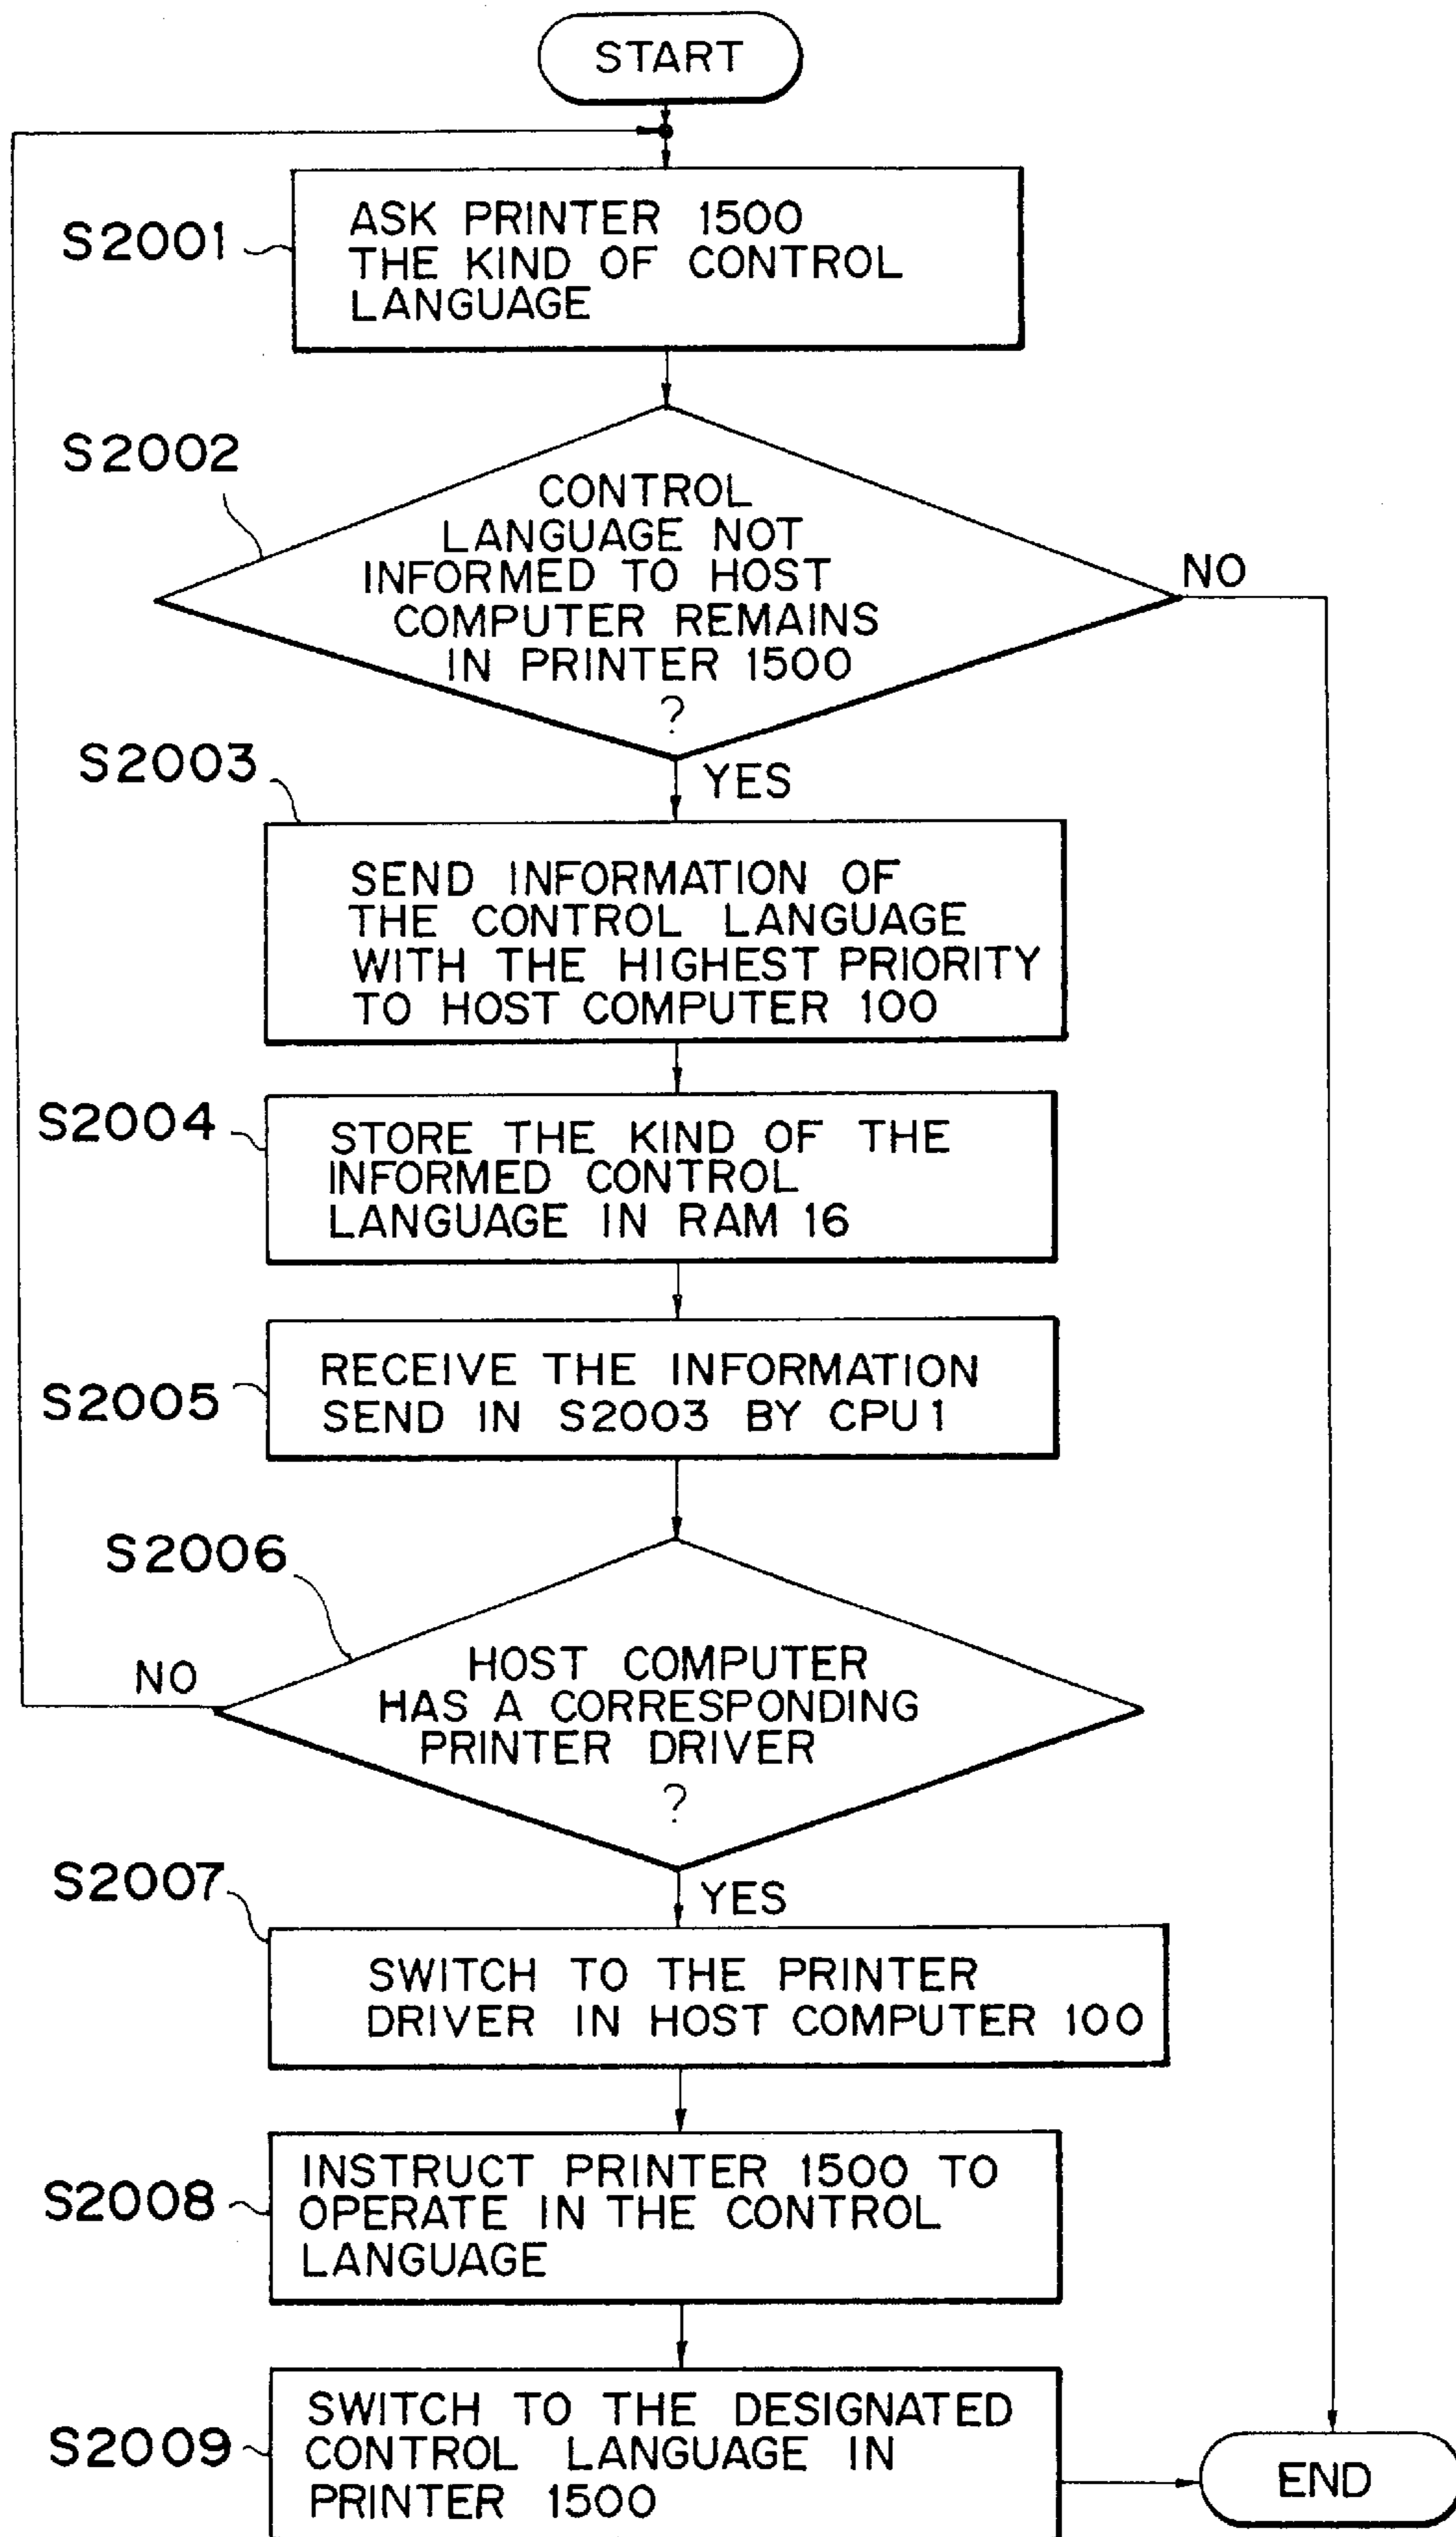 START
S2001
ASK PRINTER 1500
THE KIND OF CONTROL
LANGUAGE
S2002
CONTROL
LANGUAGE NOT
INFORMED TO HOST
COMPUTER REMAINS
IN PRINTER 1500
?
NO
YES
S2003
SEND INFORMATION OF
THE CONTROL LANGUAGE
WITH THE HIGHEST PRIORITY
TO HOST COMPUTER 100
S2004
STORE THE KIND OF THE
INFORMED CONTROL
LANGUAGE IN RAM 16
S2005
RECEIVE THE INFORMATION
SEND IN S2003 BY CPU 1
S2006
HOST COMPUTER
HAS A CORRESPONDING
PRINTER DRIVER
?
NO
YES
S2007
SWITCH TO THE PRINTER
DRIVER IN HOST COMPUTER 100
S2008
INSTRUCT PRINTER 1500 TO
OPERATE IN THE CONTROL
LANGUAGE
S2009
SWITCH TO THE DESIGNATED
CONTROL LANGUAGE IN
PRINTER 1500
END